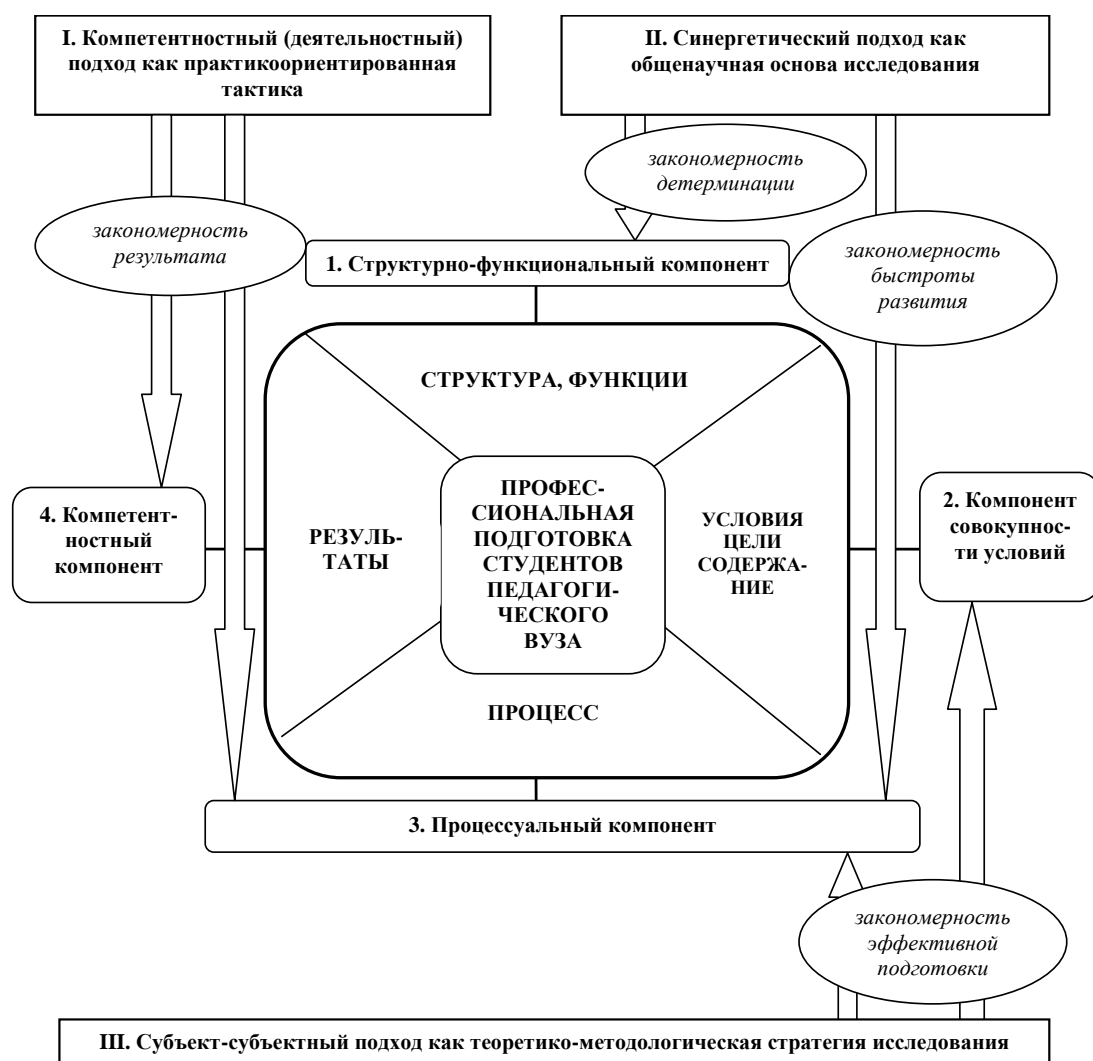 I. Компетентностный (деятельностный)
подход как практикоориентированная
тактика
II. Синергетический подход как
общенаучная основа исследования
закономерность
детерминации
закономерность
результата
закономерность
быстроты
развития
1. Структурно-функциональный компонент
СТРУКТУРА, ФУНКЦИИ
4. Компетент-
ностный
компонент
РЕЗУЛЬ-
ТАТЫ
ПРОФЕС-
СИОНАЛЬНАЯ
ПОДГОТОВКА
СТУДЕНТОВ
ПЕДАГОГИ-
ЧЕСКОГО
ВУЗА
УСЛОВИЯ
ЦЕЛИ
СОДЕРЖА-
НИЕ
2. Компонент
совокупнос-
ти условий
ПРОЦЕСС
3. Процессуальный компонент
закономерность
эффективной
подготовки
III. Субъект-субъектный подход как теоретико-методологическая стратегия исследования